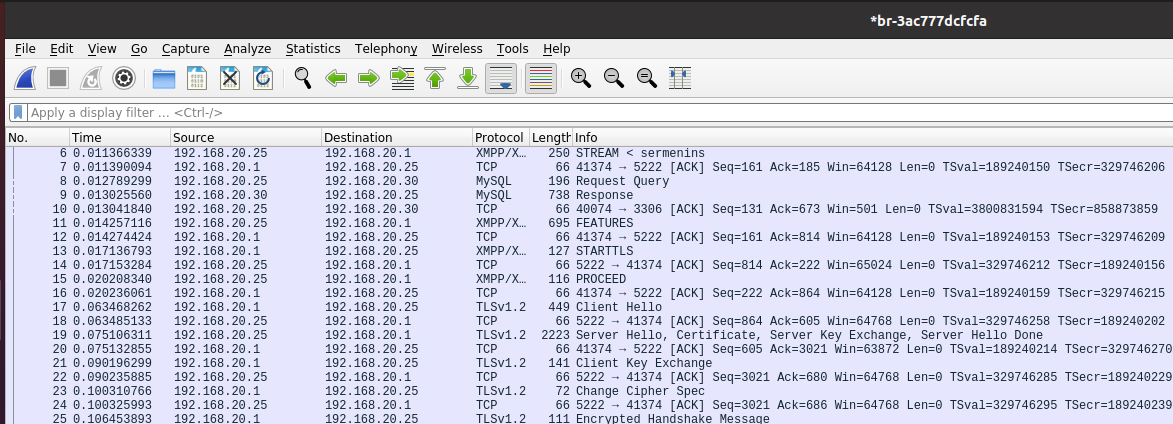 *br-3ac777dcfcfa
File Edit View Go Capture Analyze Statistics Telephony Wireless Tools Help
Apply a display filter ... <Ctrl-/>
No. Time Source Destination Protocol Length Info
6 0.011366339 192.168.20.25 192.168.20.1 XMPP/X… 250 STREAM < sermenins
7 0.011390094 192.168.20.1 192.168.20.25 TCP 66 41374 → 5222 [ACK] Seq=161 Ack=185 Win=64128 Len=0 TSval=189240150 TSecr=329746206
8 0.012789299 192.168.20.25 192.168.20.30 MySQL 196 Request Query
9 0.013025560 192.168.20.30 192.168.20.25 MySQL 738 Response
10 0.013041840 192.168.20.25 192.168.20.30 TCP 66 40074 → 3306 [ACK] Seq=131 Ack=673 Win=501 Len=0 TSval=3800831594 TSecr=858873859
11 0.014257116 192.168.20.25 192.168.20.1 XMPP/X… 695 FEATURES
12 0.014274424 192.168.20.1 192.168.20.25 TCP 66 41374 → 5222 [ACK] Seq=161 Ack=814 Win=64128 Len=0 TSval=189240153 TSecr=329746209
13 0.017136793 192.168.20.1 192.168.20.25 XMPP/X… 127 STARTTLS
14 0.017153284 192.168.20.25 192.168.20.1 TCP 66 5222 → 41374 [ACK] Seq=814 Ack=222 Win=65024 Len=0 TSval=329746212 TSecr=189240156
15 0.020208340 192.168.20.25 192.168.20.1 XMPP/X… 116 PROCEED
16 0.020236061 192.168.20.1 192.168.20.25 TCP 66 41374 → 5222 [ACK] Seq=222 Ack=864 Win=64128 Len=0 TSval=189240159 TSecr=329746215
17 0.063468262 192.168.20.1 192.168.20.25 TLSv1.2 449 Client Hello
18 0.063485133 192.168.20.25 192.168.20.1 TCP 66 5222 → 41374 [ACK] Seq=864 Ack=605 Win=64768 Len=0 TSval=329746258 TSecr=189240202
19 0.075106311 192.168.20.25 192.168.20.1 TLSv1.2 2223 Server Hello, Certificate, Server Key Exchange, Server Hello Done
20 0.075132855 192.168.20.1 192.168.20.25 TCP 66 41374 → 5222 [ACK] Seq=605 Ack=3021 Win=63872 Len=0 TSval=189240214 TSecr=329746270
21 0.090196299 192.168.20.1 192.168.20.25 TLSv1.2 141 Client Key Exchange
22 0.090235885 192.168.20.25 192.168.20.1 TCP 66 5222 → 41374 [ACK] Seq=3021 Ack=680 Win=64768 Len=0 TSval=329746285 TSecr=189240229
23 0.100310766 192.168.20.1 192.168.20.25 TLSv1.2 72 Change Cipher Spec
24 0.100325993 192.168.20.25 192.168.20.1 TCP 66 5222 → 41374 [ACK] Seq=3021 Ack=686 Win=64768 Len=0 TSval=329746295 TSecr=189240239
25 0.106453893 192.168.20.1 192.168.20.25 TLSv1.2 111 Encrypted Handshake Message